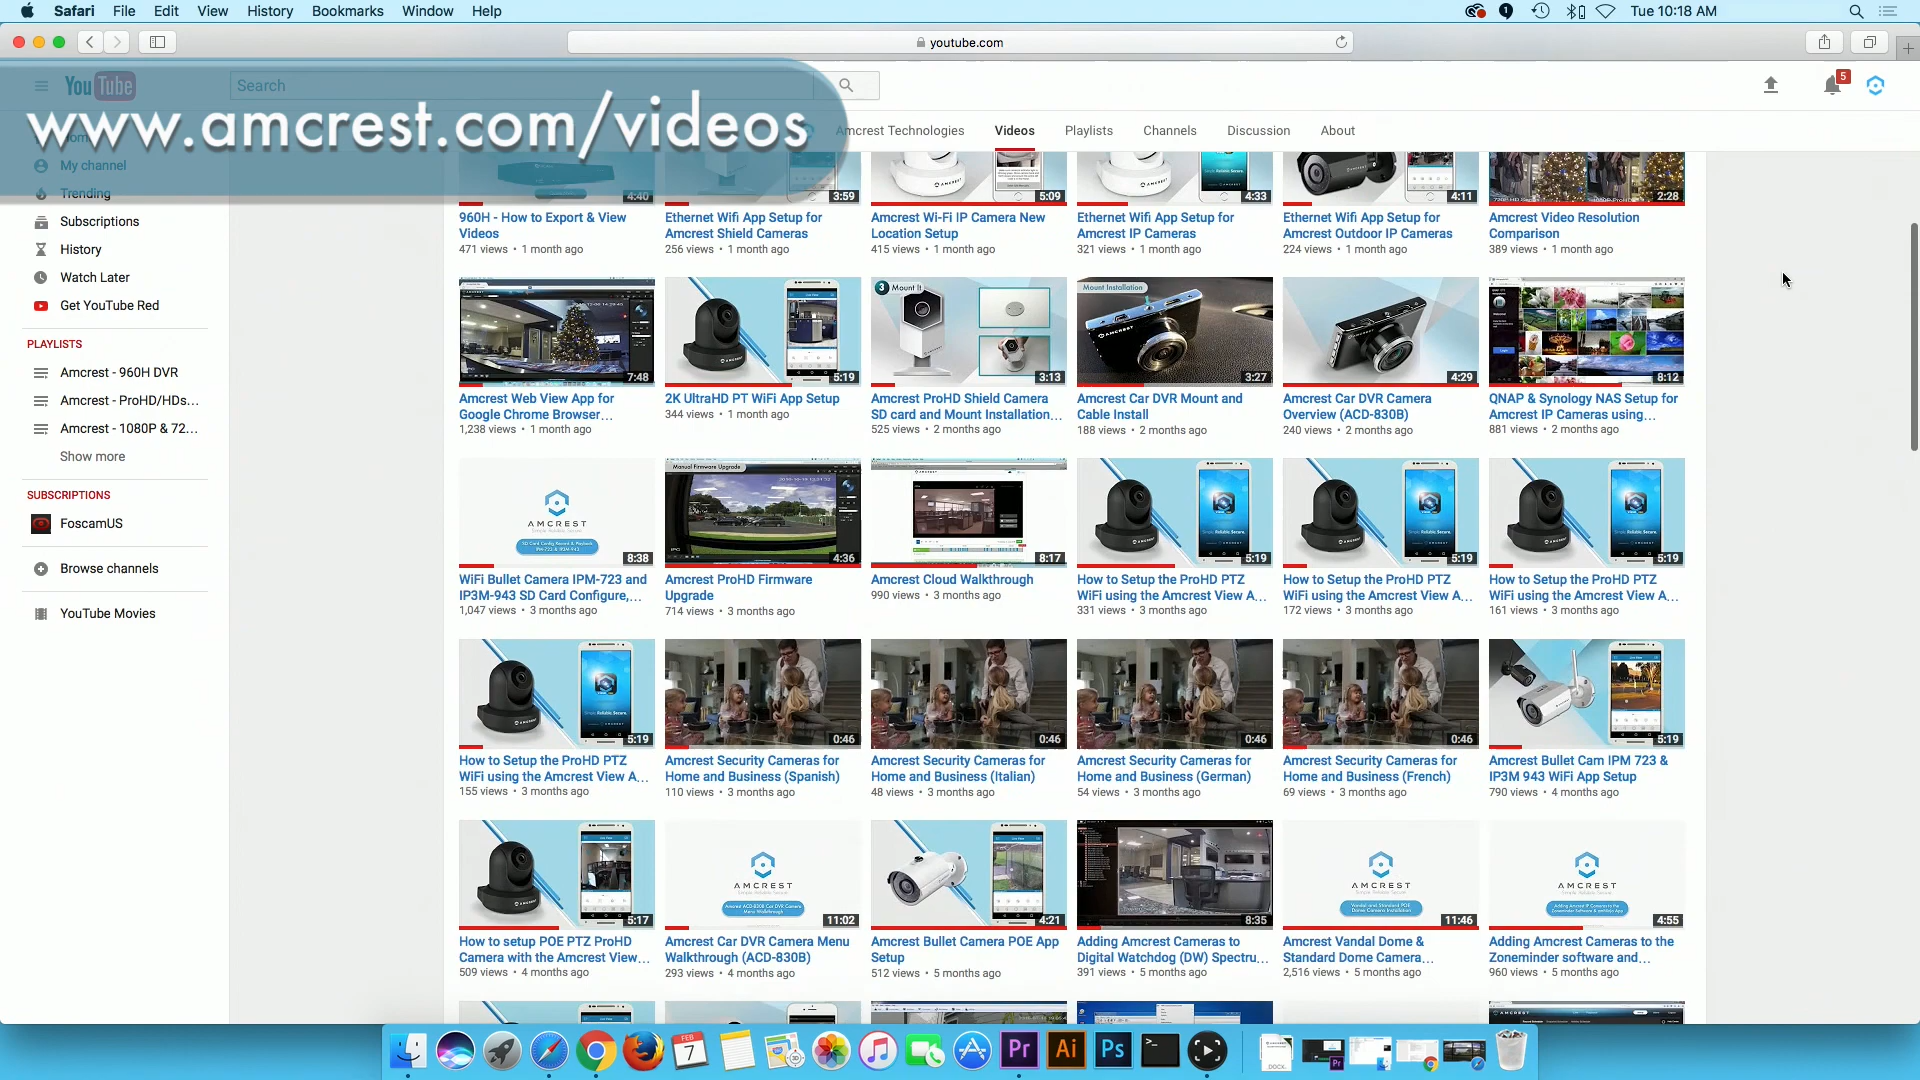 Safari File Edit View History Bookmarks Window Help
1
Tue 10:18 AM
youtube.com
YouTube
Search
5
www.amcrest.com/videos
Amcrest Technologies Videos Playlists Channels Discussion About
My channel
Trending
Subscriptions
History
Watch Later
Get YouTube Red
PLAYLISTS
Amcrest - 960H DVR
Amcrest - ProHD/HDs...
Amcrest - 1080P & 72...
Show more
SUBSCRIPTIONS
FoscamUS
Browse channels
YouTube Movies
4:40
960H - How to Export & View
Videos
471 views • 1 month ago
3:59
Ethernet Wifi App Setup for
Amcrest Shield Cameras
256 views • 1 month ago
5:09
Amcrest Wi-Fi IP Camera New
Location Setup
415 views • 1 month ago
4:33
Ethernet Wifi App Setup for
Amcrest IP Cameras
321 views • 1 month ago
4:11
Ethernet Wifi App Setup for
Amcrest Outdoor IP Cameras
224 views • 1 month ago
2:28
Amcrest Video Resolution
Comparison
389 views • 1 month ago
7:48
Amcrest Web View App for
Google Chrome Browser...
1,238 views • 1 month ago
5:19
2K UltraHD PT WiFi App Setup
344 views • 1 month ago
3 Mount It
3:13
Amcrest ProHD Shield Camera
SD card and Mount Installation...
525 views • 2 months ago
Mount Installation
3:27
Amcrest Car DVR Mount and
Cable Install
188 views • 2 months ago
4:29
Amcrest Car DVR Camera
Overview (ACD-830B)
240 views • 2 months ago
8:12
QNAP & Synology NAS Setup for
Amcrest IP Cameras using...
881 views • 2 months ago
AMCREST
8:38
WiFi Bullet Camera IPM-723 and
IP3M-943 SD Card Configure,...
1,047 views • 3 months ago
Manual Firmware Upgrade
4:36
Amcrest ProHD Firmware
Upgrade
714 views • 3 months ago
8:17
Amcrest Cloud Walkthrough
990 views • 3 months ago
5:19
How to Setup the ProHD PTZ
WiFi using the Amcrest View A...
331 views • 3 months ago
5:19
How to Setup the ProHD PTZ
WiFi using the Amcrest View A...
172 views • 3 months ago
5:19
How to Setup the ProHD PTZ
WiFi using the Amcrest View A...
161 views • 3 months ago
5:19
How to Setup the ProHD PTZ
WiFi using the Amcrest View A...
155 views • 3 months ago
0:46
Amcrest Security Cameras for
Home and Business (Spanish)
110 views • 3 months ago
0:46
Amcrest Security Cameras for
Home and Business (Italian)
48 views • 3 months ago
0:46
Amcrest Security Cameras for
Home and Business (German)
54 views • 3 months ago
0:46
Amcrest Security Cameras for
Home and Business (French)
69 views • 3 months ago
5:19
Amcrest Bullet Cam IPM 723 &
IP3M 943 WiFi App Setup
790 views • 4 months ago
5:17
How to setup POE PTZ ProHD
Camera with the Amcrest View...
509 views • 4 months ago
AMCREST
11:02
Amcrest Car DVR Camera Menu
Walkthrough (ACD-830B)
293 views • 4 months ago
4:21
Amcrest Bullet Camera POE App
Setup
512 views • 5 months ago
8:35
Adding Amcrest Cameras to
Digital Watchdog (DW) Spectru...
391 views • 5 months ago
AMCREST
11:46
Amcrest Vandal Dome &
Standard Dome Camera...
2,516 views • 5 months ago
AMCREST
4:55
Adding Amcrest Cameras to the
Zoneminder software and...
960 views • 5 months ago
FEB
7
Pr
Ai
Ps